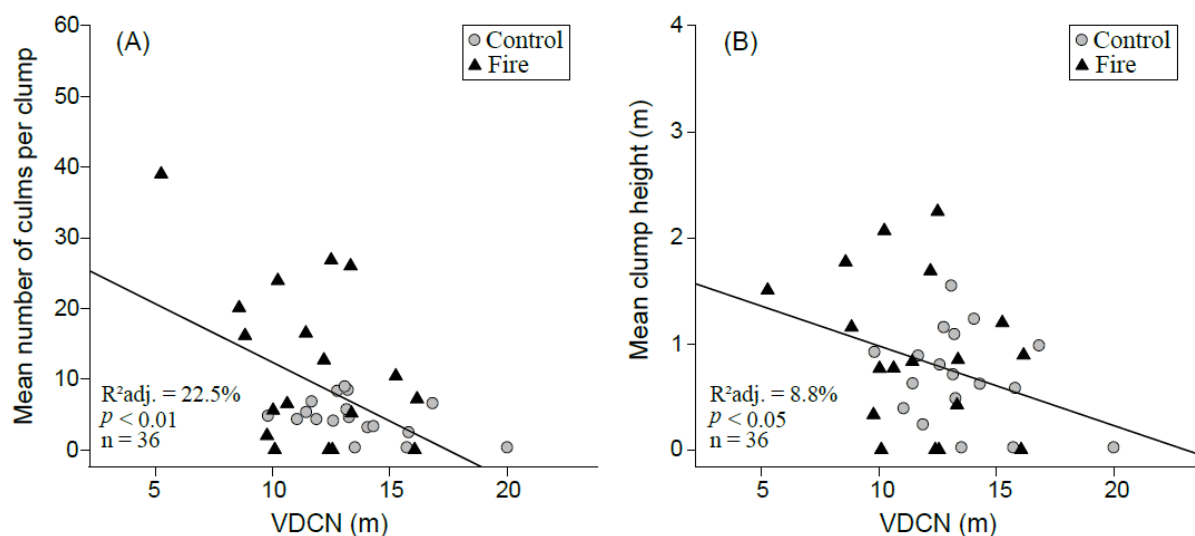 (A)
Control
Fire
Mean number of culms per clump
60
50
40
30
20
10
0
R²adj. = 22.5%
p < 0.01
n = 36
5
10
15
20
VDCN (m)
(B)
Control
Fire
Mean clump height (m)
4
3
2
1
0
R²adj. = 8.8%
p < 0.05
n = 36
5
10
15
20
VDCN (m)